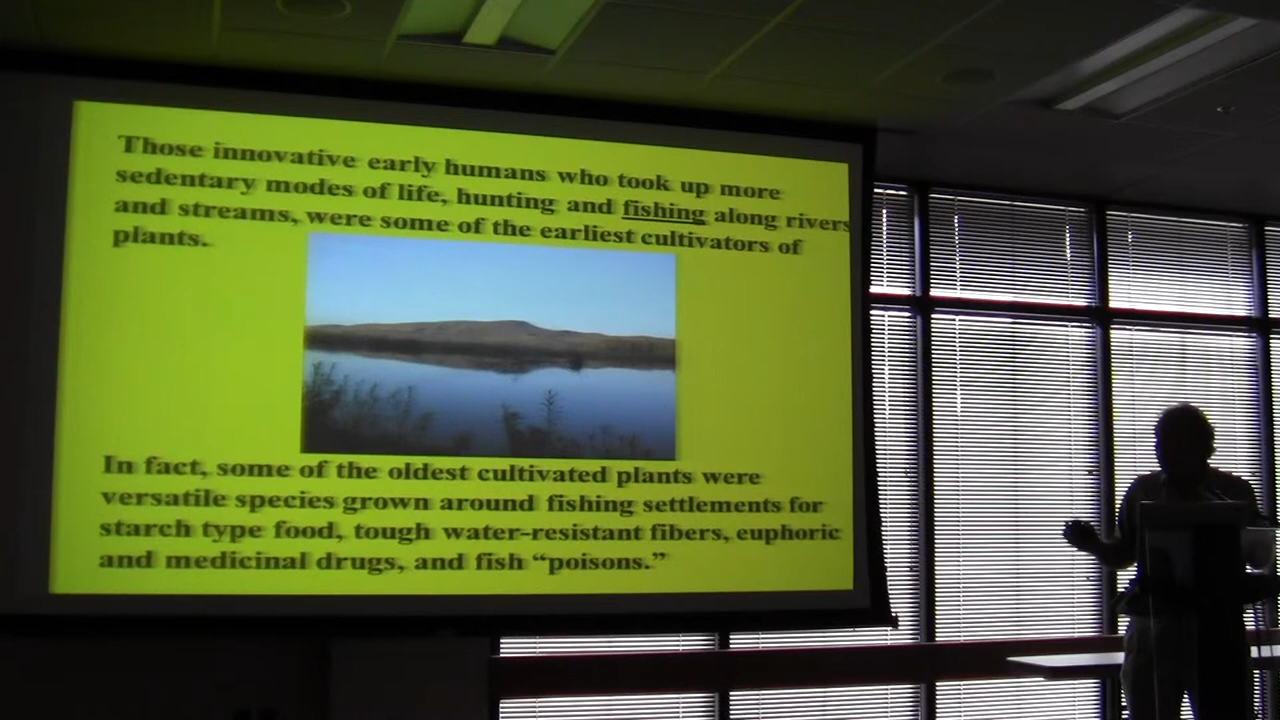 Those innovative early humans who took up more
sedentary modes of life, hunting and fishing along rivers
and streams, were some of the earliest cultivators of
plants.
In fact, some of the oldest cultivated plants were
versatile species grown around fishing settlements for
starch type food, tough water-resistant fibers, euphoric
and medicinal drugs, and fish “poisons.”